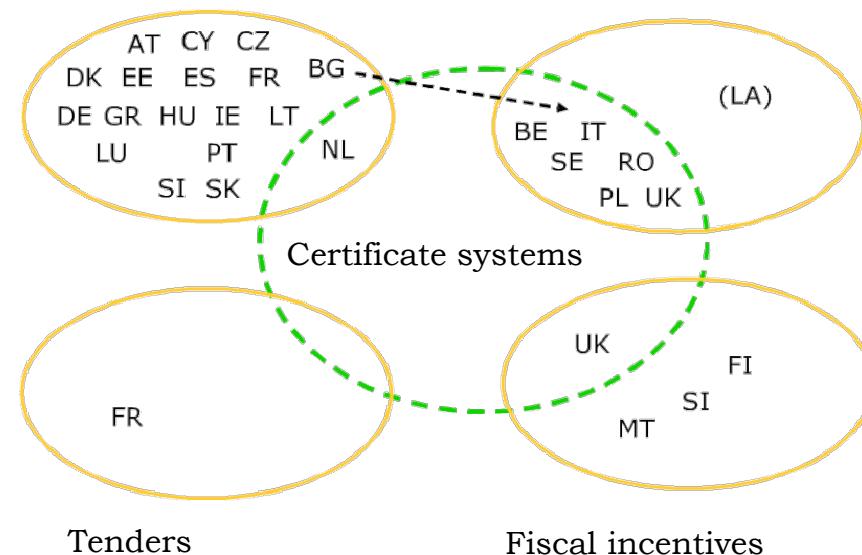 AT CY CZ
DK EE ES FR BG
DE GR HU IE LT
LU PT NL
SI SK
(LA)
BE IT
SE RO
PL UK
Certificate systems
FR
UK
FI
SI
MT
Tenders
Fiscal incentives